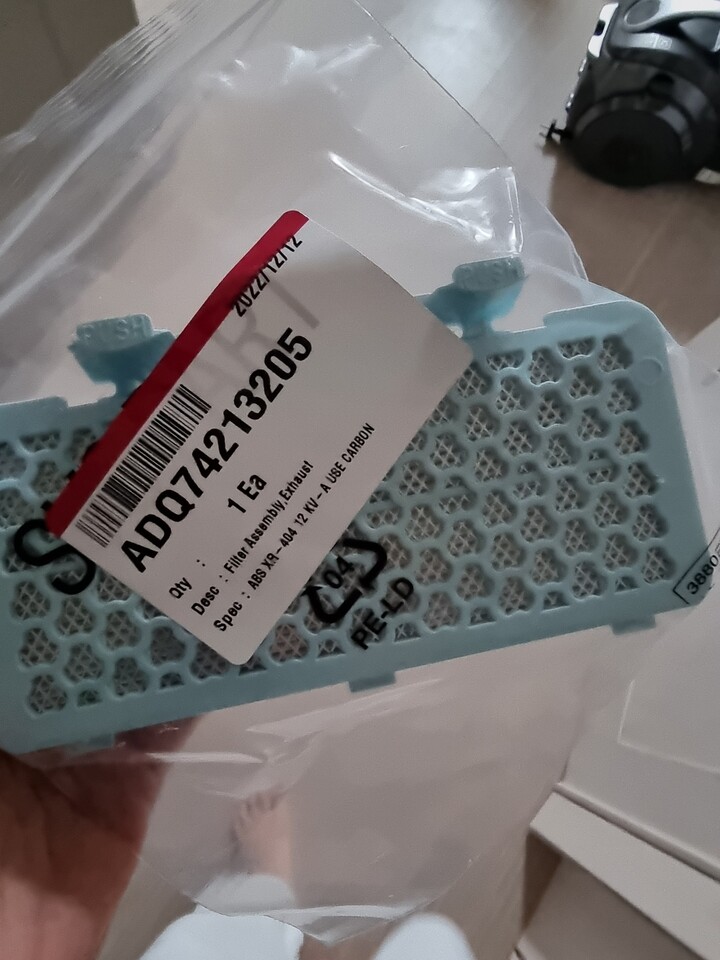 2022/12/12
ADQ74213205
Qty : 1 Ea
Desc : Filter Assembly,Exhaust
Spec : ABS XR-404 12 KV-A USE CARBON
PUSH
PUSH
04
PE-LD